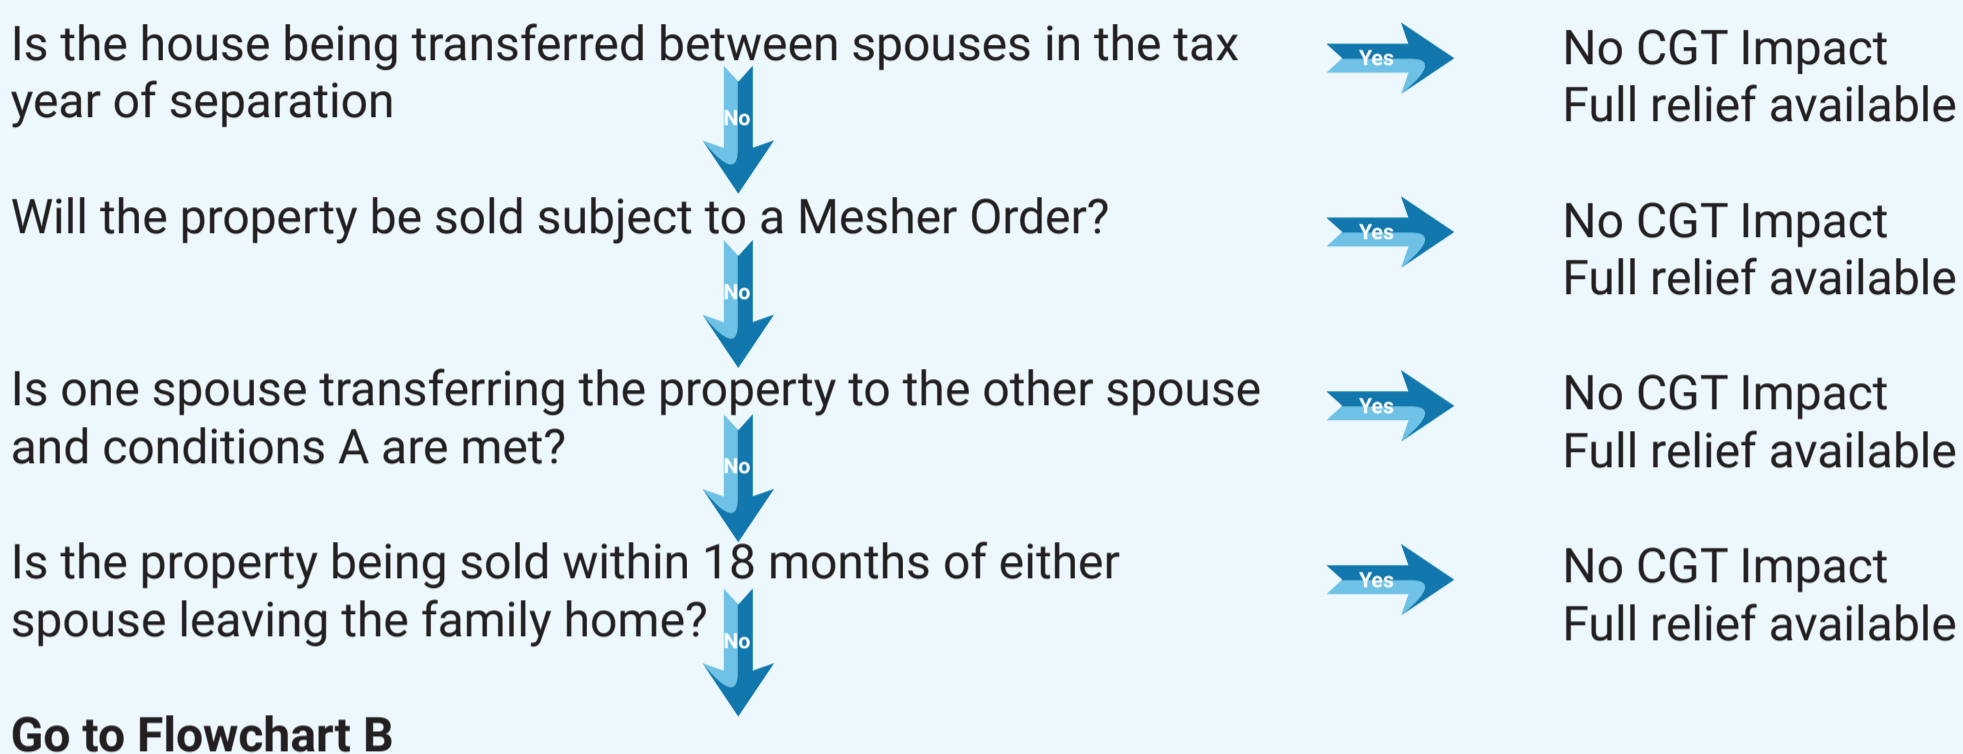 Is the house being transferred between spouses in the tax
year of separation
Yes
No CGT Impact
Full relief available
No
Will the property be sold subject to a Mesher Order?
Yes
No CGT Impact
Full relief available
No
Is one spouse transferring the property to the other spouse
and conditions A are met?
Yes
No CGT Impact
Full relief available
No
Is the property being sold within 18 months of either
spouse leaving the family home?
Yes
No CGT Impact
Full relief available
No
Go to Flowchart B